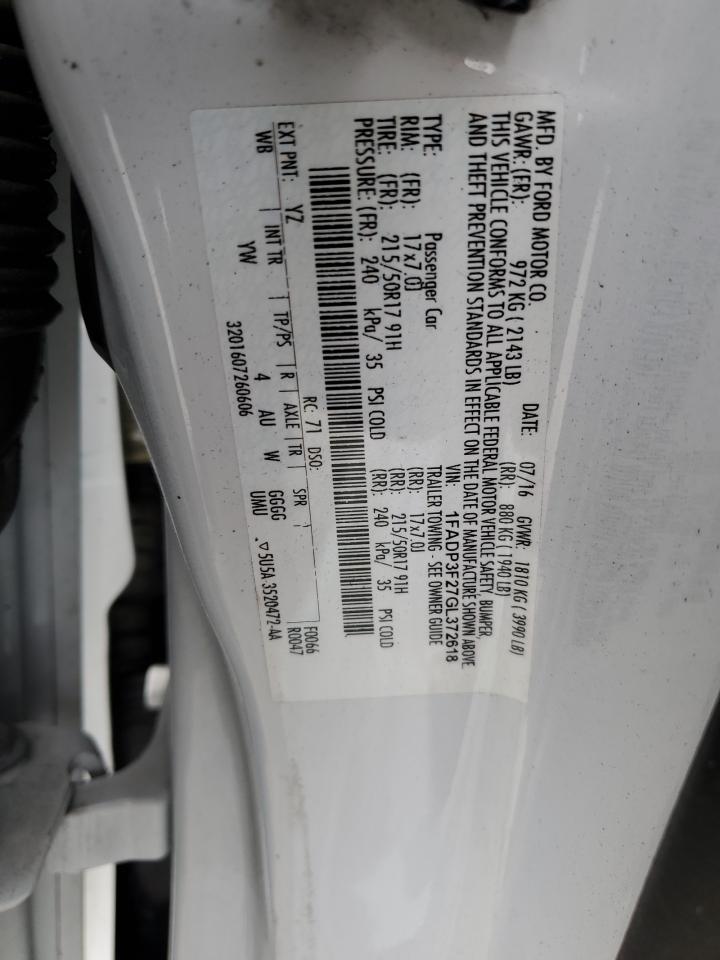 MFD. BY FORD MOTOR CO.
DATE: 07/16 GVWR: 1810 KG ( 3990 LB)
GAWR: (FR): 972 KG ( 2143 LB) (RR): 880 KG ( 1940 LB)
THIS VEHICLE CONFORMS TO ALL APPLICABLE FEDERAL MOTOR VEHICLE SAFETY BUMPER
AND THEFT PREVENTION STANDARDS IN EFFECT ON THE DATE OF MANUFACTURE SHOWN ABOVE
VIN: 1FADP3F27GL372618
TYPE: Passenger Car TRAILER TOWING - SEE OWNER GUIDE
RIM: (FR): 17x7.0J (RR): 17x7.0J
TIRE: (FR): 215/50R17 91H (RR): 215/50R17 91H
PRESSURE: (FR): 240 kPa/ 35 PSI COLD (RR): 240 kPa/ 35 PSI COLD
EXT PNT: YZ RC: 71 DSO: F0066
WB | INT TR | TP/PS | R | AXLE | TR | SPR | R0047
YW 4 AU W GGGG
UMU
3201607260606 ▽ 5U5A 3520472-AA